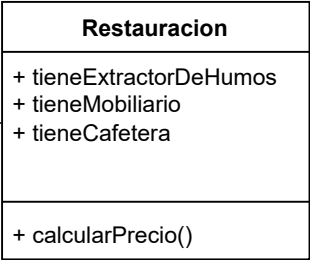 Restauracion
+ tieneExtractorDeHumos
+ tieneMobiliario
+ tieneCafetera
+ calcularPrecio()